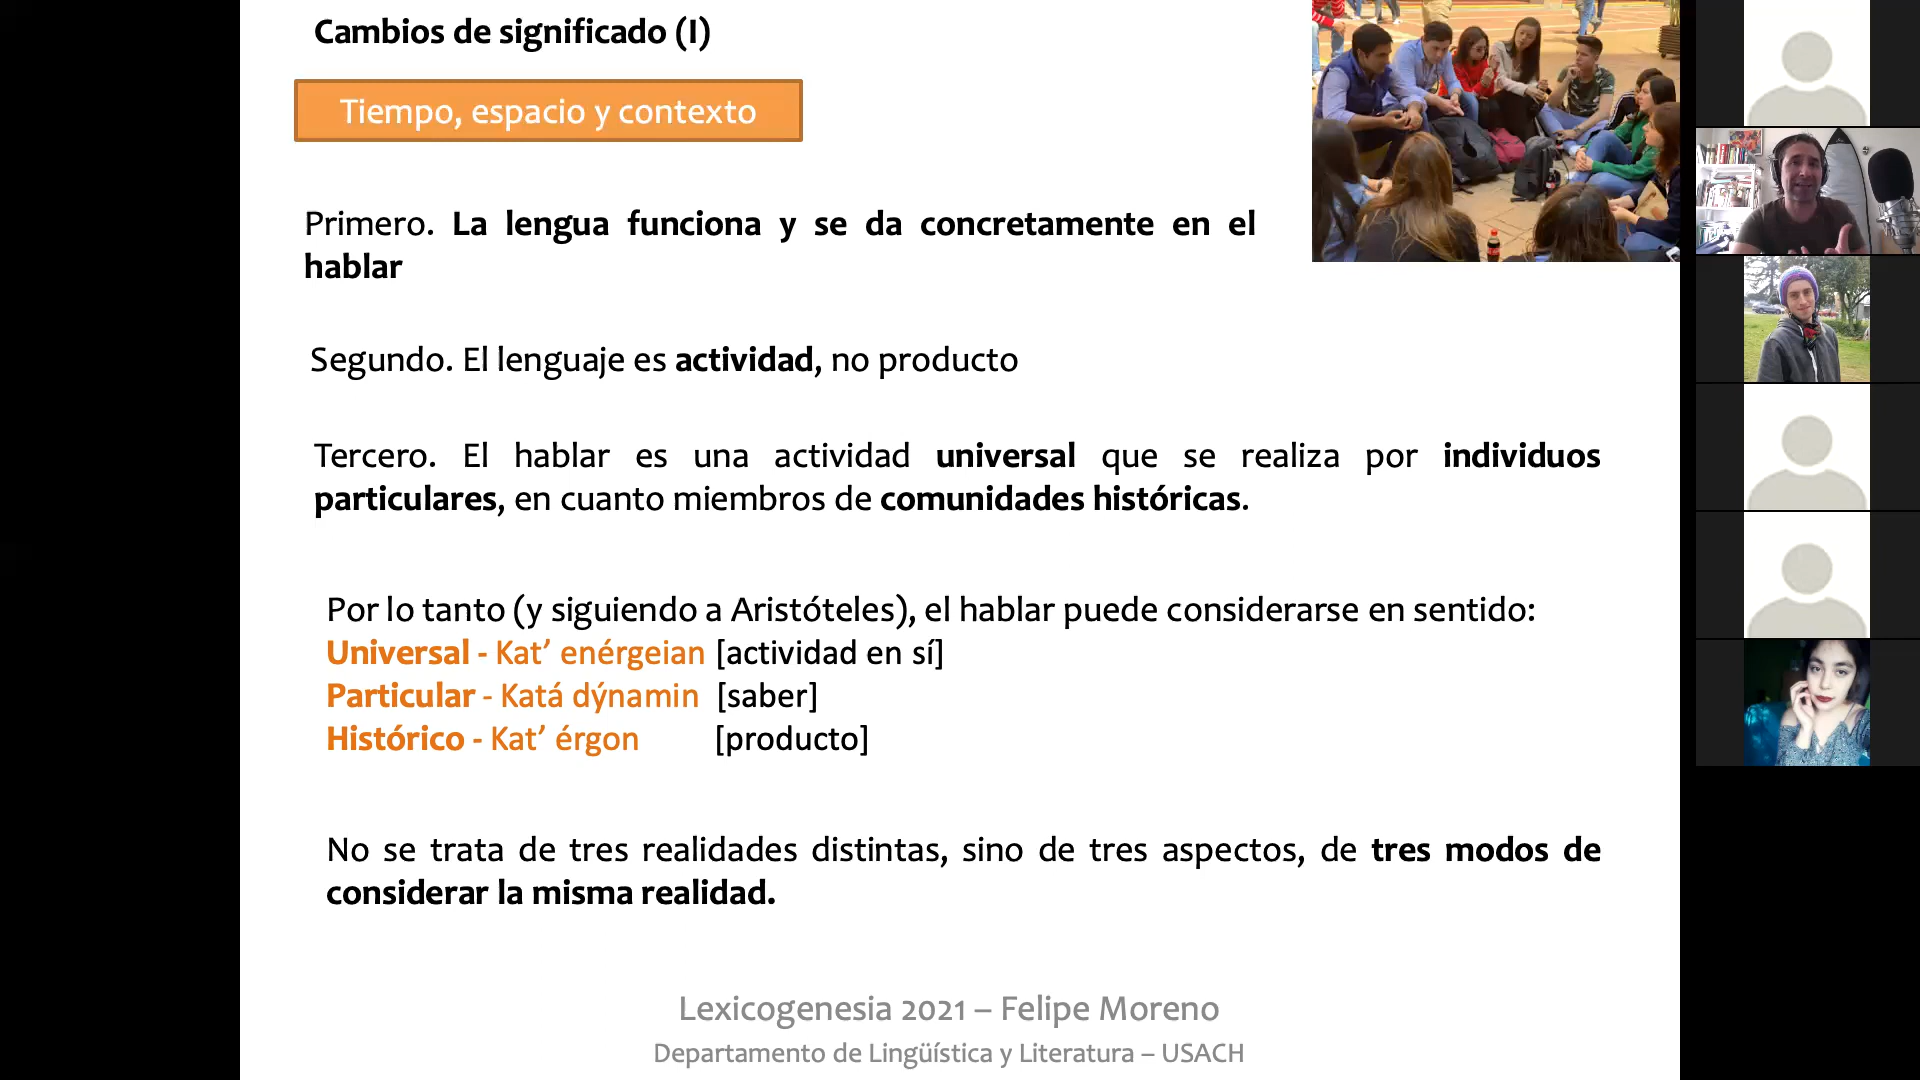 Cambios de significado (I)
Tiempo, espacio y contexto
Primero. La lengua funciona y se da concretamente en el
hablar
Segundo. El lenguaje es actividad, no producto
Tercero. El hablar es una actividad universal que se realiza por individuos
particulares, en cuanto miembros de comunidades históricas.
Por lo tanto (y siguiendo a Aristóteles), el hablar puede considerarse en sentido:
Universal - Kat’ enérgeian [actividad en sí]
Particular - Katá dýnamin [saber]
Histórico - Kat’ érgon [producto]
No se trata de tres realidades distintas, sino de tres aspectos, de tres modos de
considerar la misma realidad.
Lexicogenesia 2021 – Felipe Moreno
Departamento de Lingüística y Literatura – USACH